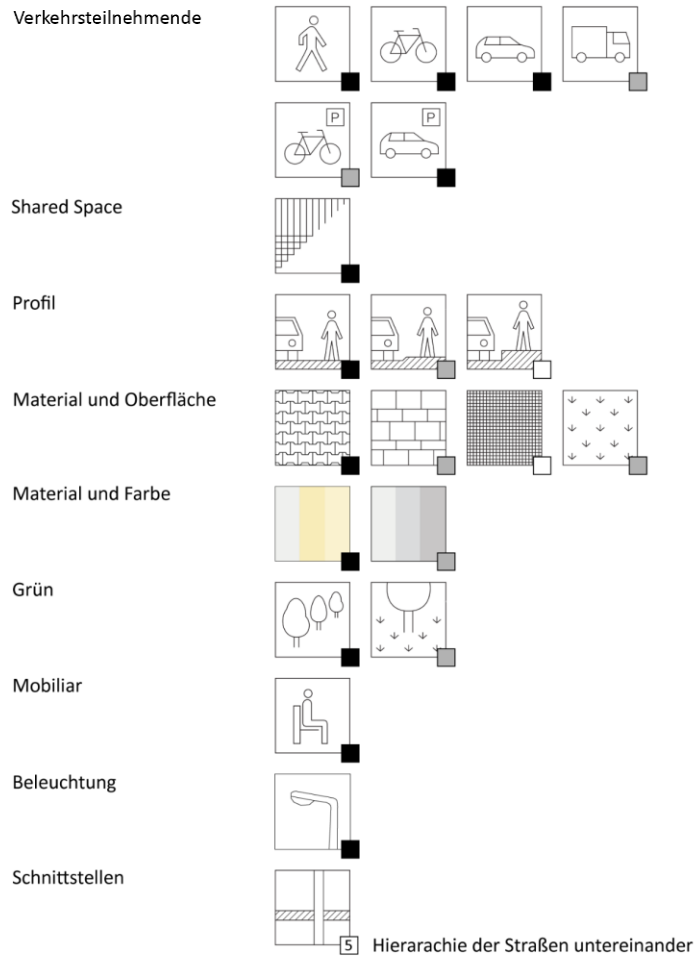 Verkehrsteilnehmende
P
P
Shared Space
Profil
Material und Oberfläche
Material und Farbe
Grün
Mobiliar
Beleuchtung
Schnittstellen
5 Hierarachie der Straßen untereinander